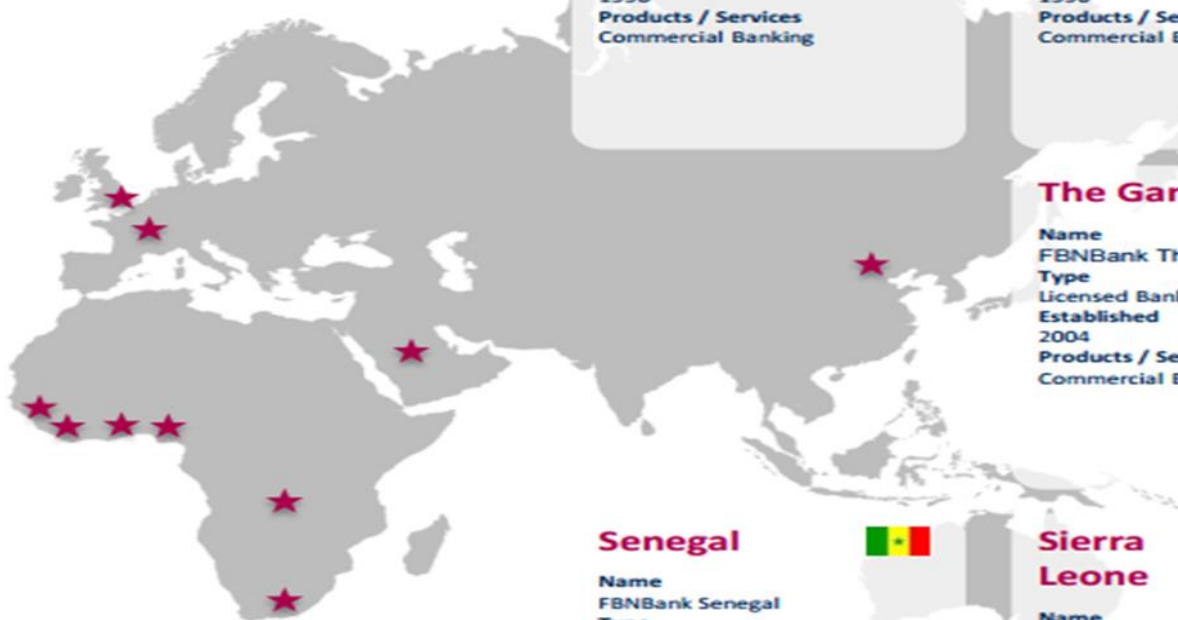 Products / Services
Commercial Banking
Products / Se
Commercial
The Gar
Name
FBNBank Th
Type
Licensed Ban
Established
2004
Products / Se
Commercial
Senegal
Name
FBNBank Senegal
Sierra
Leone
Name